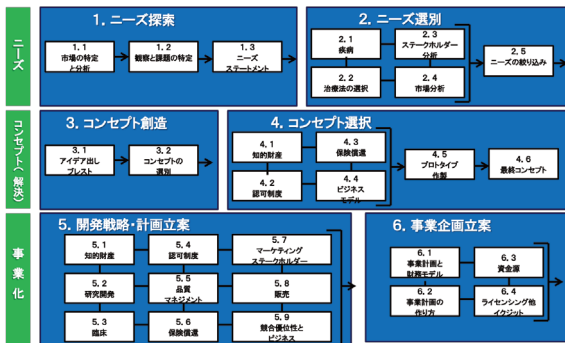 ニーズ
1. ニーズ探索
1. 1
市場の特定
と分析
1. 2
観察と課題の特定
1. 3
ニーズ
ステートメント
2. ニーズ選別
2. 1
疾病
2. 2
治療法の選択
2. 3
ステークホルダー
分析
2. 4
市場分析
2. 5
ニーズの絞り込み
コンセプト(解決)
3. コンセプト創造
3. 1
アイデア出し
ブレスト
3. 2
コンセプトの
選別
4. コンセプト選択
4. 1
知的財産
4. 2
認可制度
4. 3
保険償還
4. 4
ビジネス
モデル
4. 5
プロトタイプ
作製
4. 6
最終コンセプト
事業化
5. 開発戦略・計画立案
5. 1
知的財産
5. 4
認可制度
5. 7
マーケティング
ステークホルダー
5. 2
研究開発
5. 5
品質
マネジメント
5. 8
販売
5. 3
臨床
5. 6
保険償還
5. 9
競合優位性と
ビジネス
6. 事業企画立案
6. 1
事業計画と
財務モデル
6. 3
資金源
6. 2
事業計画の
作り方
6. 4
ライセンシング他
イクジット